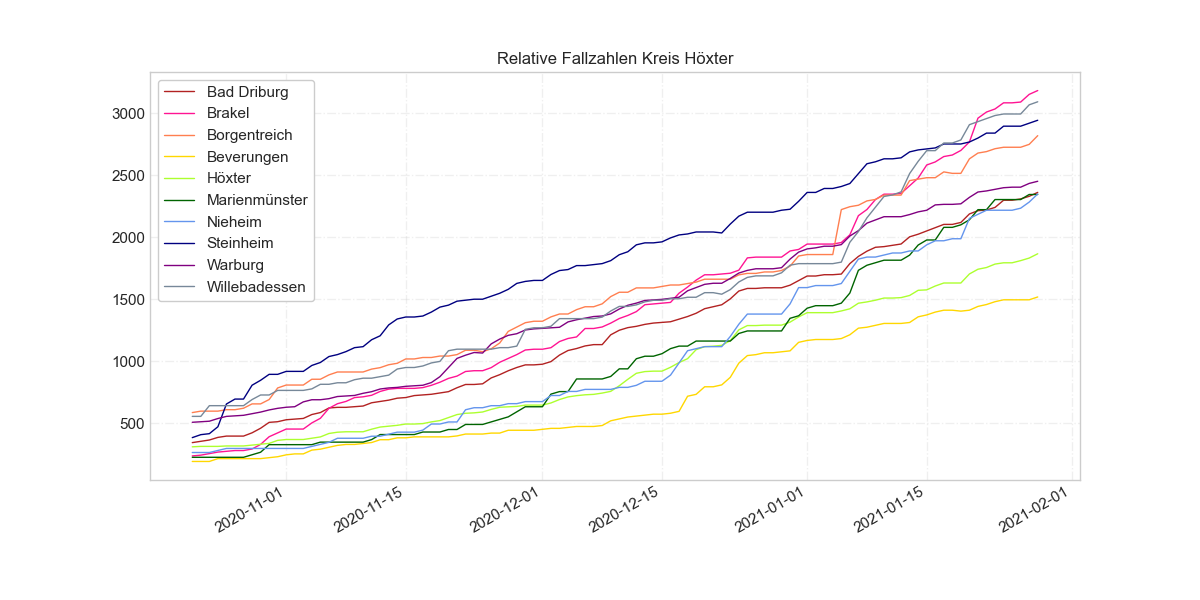 Relative Fallzahlen Kreis Höxter
Bad Driburg
Brakel
Borgentreich
Beverungen
Höxter
Marienmünster
Nieheim
Steinheim
Warburg
Willebadessen
3000
2500
2000
1500
1000
500
2020-11-01
2020-11-15
2020-12-01
2020-12-15
2021-01-01
2021-01-15
2021-02-01